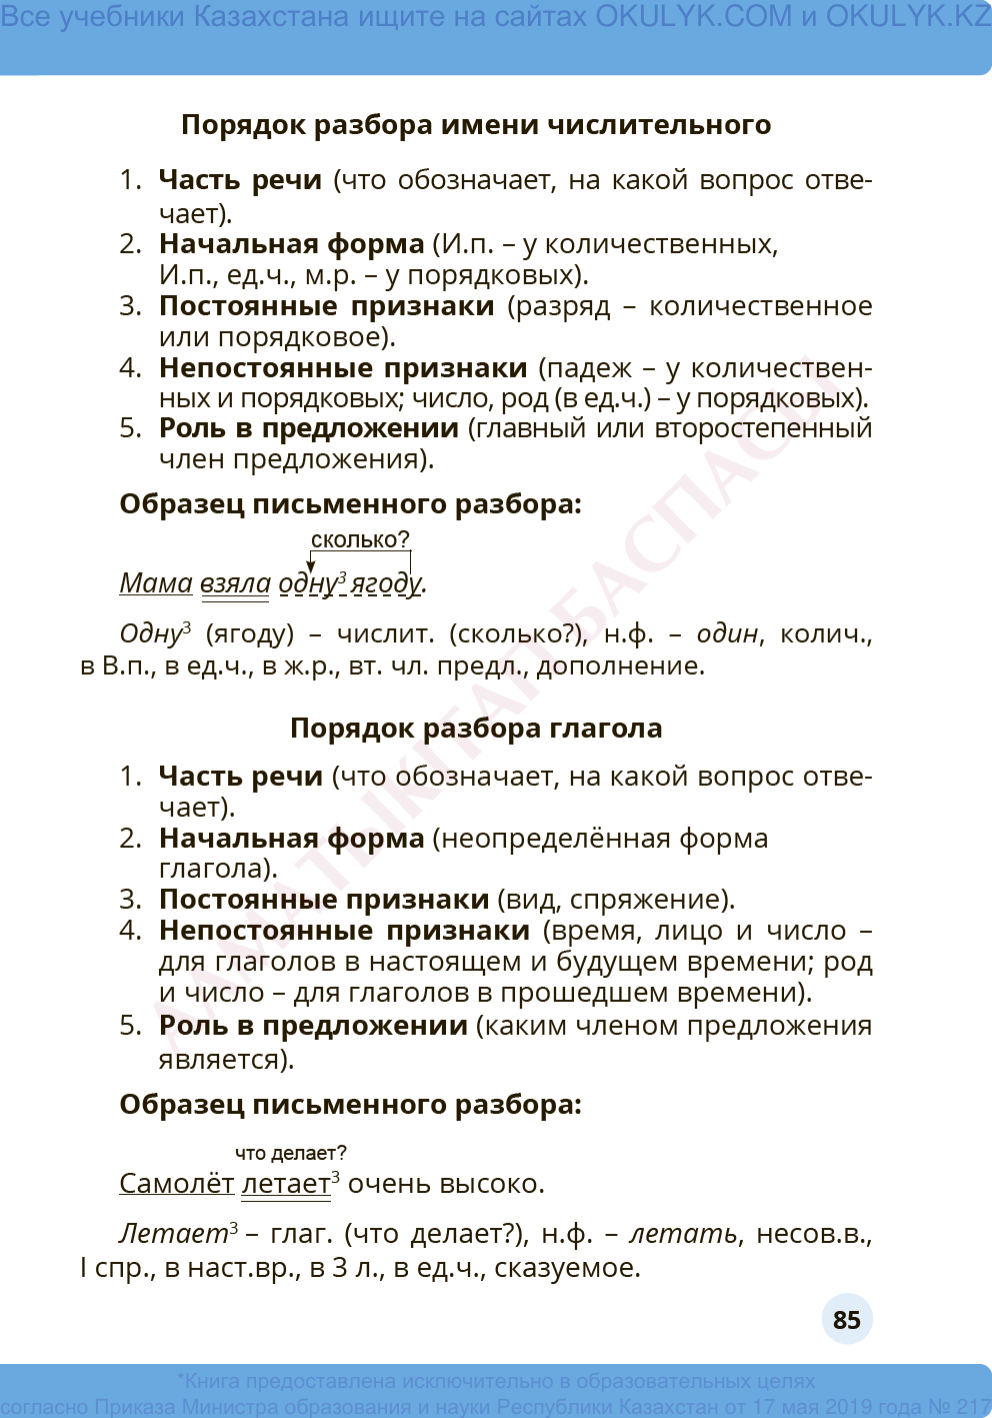 Все учебники Казахстана ищите на сайтах OKULYK.COM и OKULYK.KZ
Порядок разбора имени числительного
1. Часть речи (что обозначает, на какой вопрос отве-
чает).
2. Начальная форма (И.п. – у количественных,
И.п., ед.ч., м.р. – у порядковых).
3. Постоянные признаки (разряд – количественное
или порядковое).
4. Непостоянные признаки (падеж – у количествен-
ных и порядковых; число, род (в ед.ч.) – у порядковых).
5. Роль в предложении (главный или второстепенный
член предложения).
Образец письменного разбора:
сколько?
Мама взяла одну³ ягоду.
Одну³ (ягоду) – числит. (сколько?), н.ф. – один, колич.,
в В.п., в ед.ч., в ж.р., вт. чл. предл., дополнение.
Порядок разбора глагола
1. Часть речи (что обозначает, на какой вопрос отве-
чает).
2. Начальная форма (неопределённая форма
глагола).
3. Постоянные признаки (вид, спряжение).
4. Непостоянные признаки (время, лицо и число –
для глаголов в настоящем и будущем времени; род
и число – для глаголов в прошедшем времени).
5. Роль в предложении (каким членом предложения
является).
Образец письменного разбора:
что делает?
Самолёт летает³ очень высоко.
Летает³ – глаг. (что делает?), н.ф. – летать, несов.в.,
I спр., в наст.вр., в 3 л., в ед.ч., сказуемое.
85
АЛМАТЫКІТАП БАСПАСЫ
*Книга предоставлена исключительно в образовательных целях
согласно Приказа Министра образования и науки Республики Казахстан от 17 мая 2019 года № 217